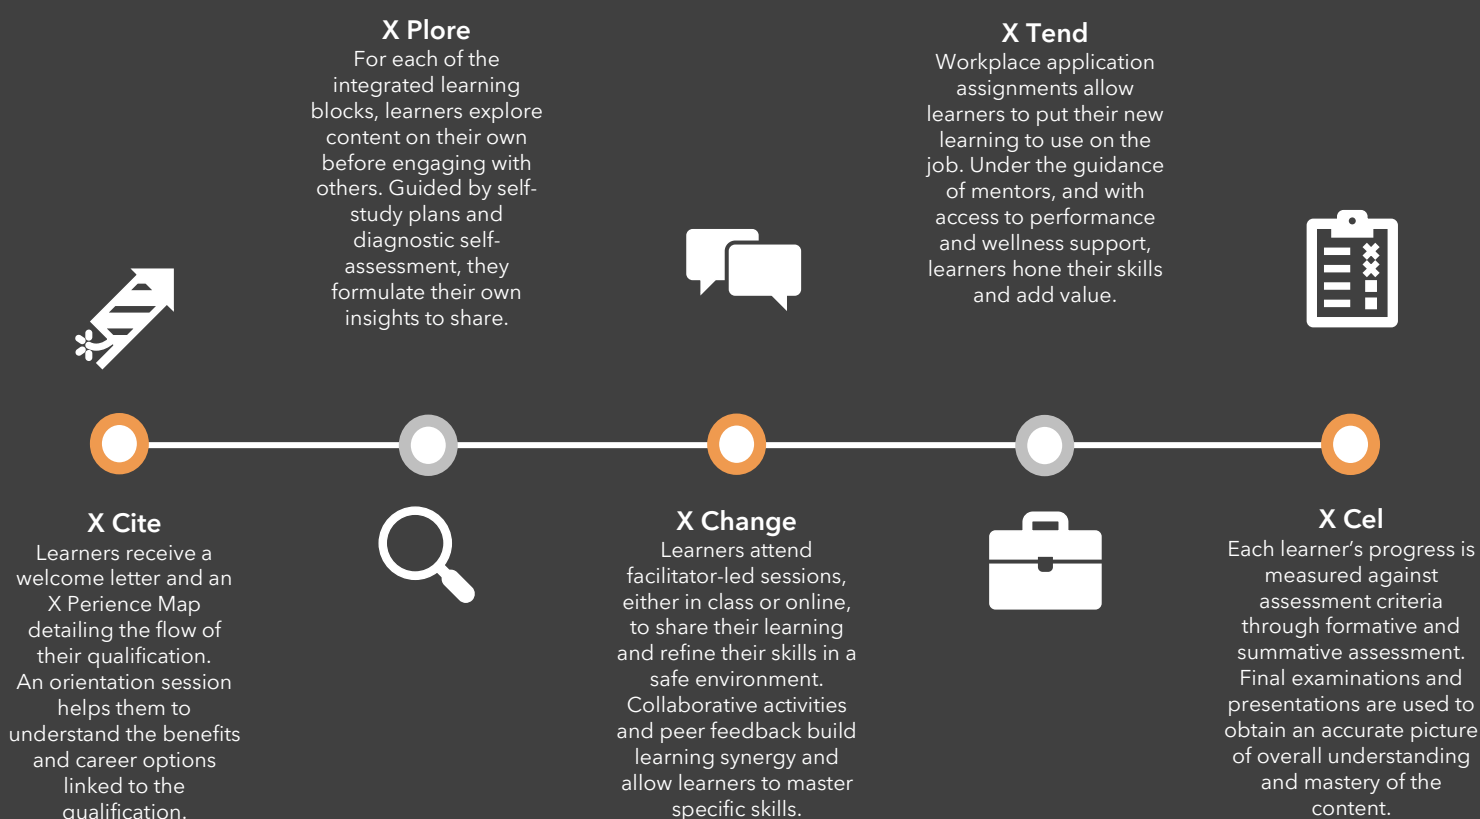 X Plore
For each of the
integrated learning
blocks, learners explore
content on their own
before engaging with
others. Guided by self-
study plans and
diagnostic self-
assessment, they
formulate their own
insights to share.
X Tend
Workplace application
assignments allow
learners to put their new
learning to use on the
job. Under the guidance
of mentors, and with
access to performance
and wellness support,
learners hone their skills
and add value.
X Cite
Learners receive a
welcome letter and an
X Perience Map
detailing the flow of
their qualification.
An orientation session
helps them to
understand the benefits
and career options
linked to the
qualification.
X Change
Learners attend
facilitator-led sessions,
either in class or online,
to share their learning
and refine their skills in a
safe environment.
Collaborative activities
and peer feedback build
learning synergy and
allow learners to master
specific skills.
X Cel
Each learner’s progress is
measured against
assessment criteria
through formative and
summative assessment.
Final examinations and
presentations are used to
obtain an accurate picture
of overall understanding
and mastery of the
content.